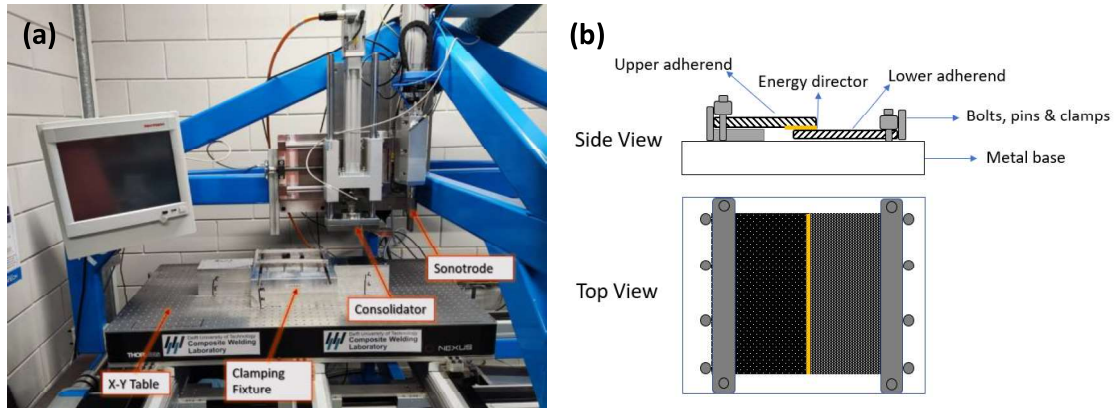 (a)
Sonotrode
Consolidator
Delft University of Technology
Composite Welding
Laboratory
Delft University of Technology
Composite Welding
Laboratory
THORLABS
NEXUS
X-Y Table
Clamping
Fixture
(b)
Upper adherend
Energy director
Lower adherend
Bolts, pins & clamps
Side View
Metal base
Top View